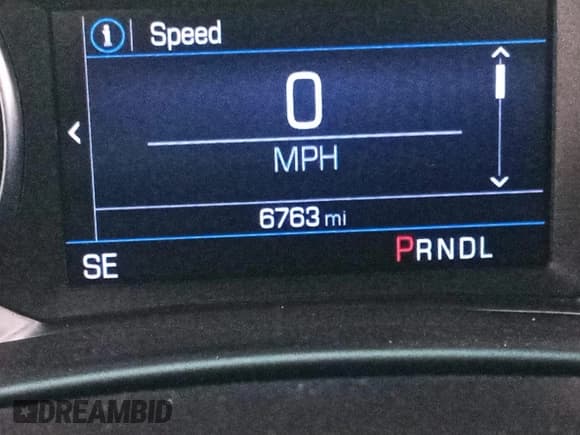 Speed
0
MPH
6763 mi
SE
PRNDL
DREAMBID